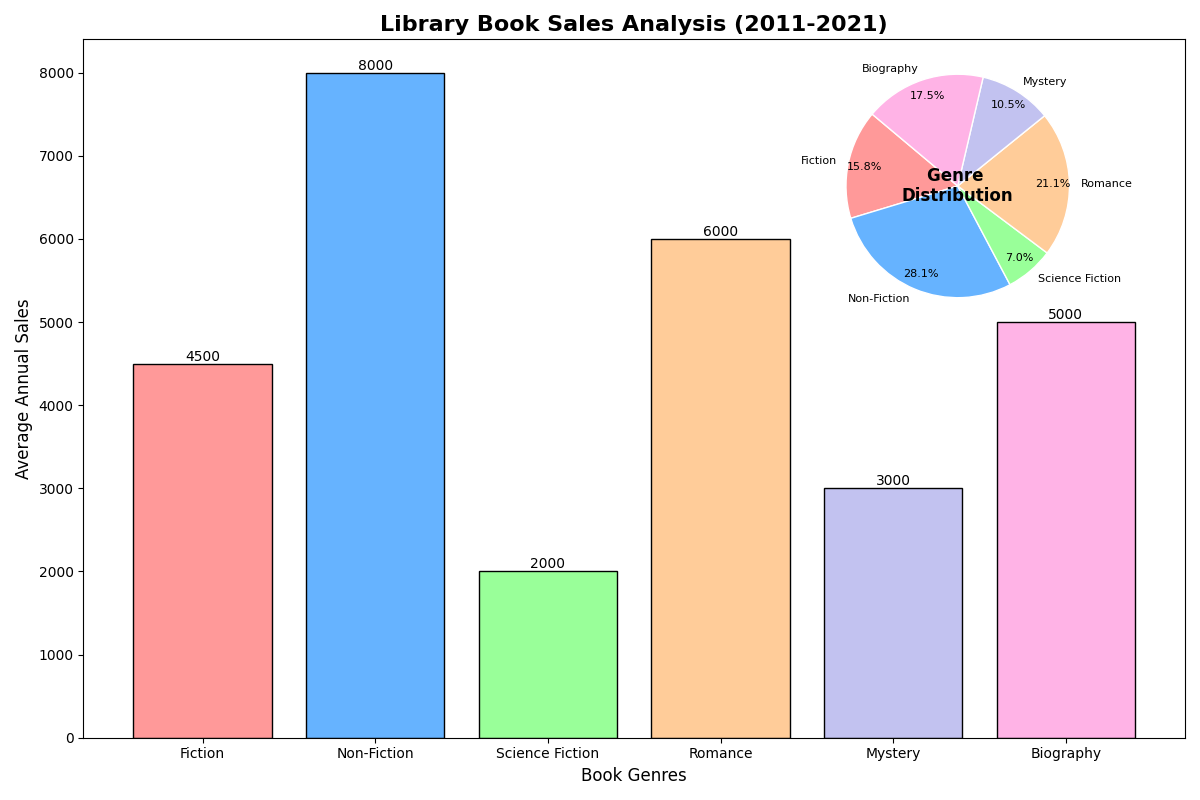 Library Book Sales Analysis (2011-2021)
Average Annual Sales
8000
7000
6000
5000
4000
3000
2000
1000
0
4500
8000
2000
6000
3000
5000
Fiction
Non-Fiction
Science Fiction
Romance
Mystery
Biography
Book Genres
Genre
Distribution
Biography
17.5%
Mystery
10.5%
Fiction
15.8%
Romance
21.1%
Non-Fiction
28.1%
Science Fiction
7.0%